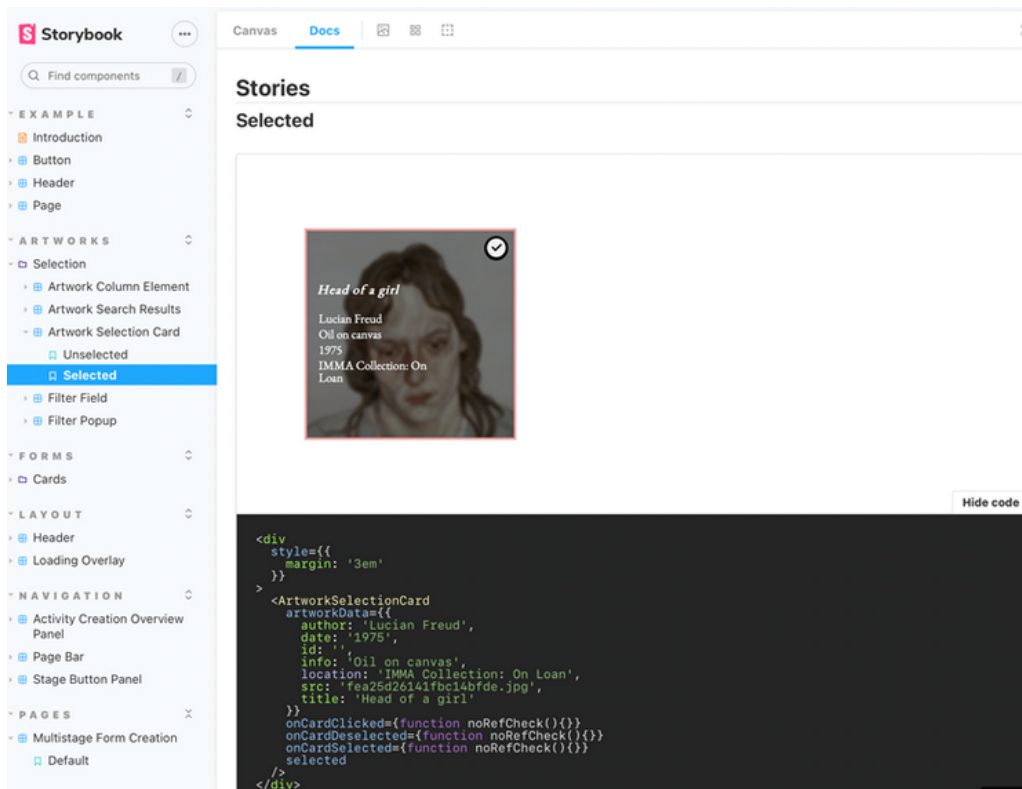 Storybook
Find components
/
EXAMPLE
Introduction
Button
Header
Page
ARTWORKS
Selection
Artwork Column Element
Artwork Search Results
Artwork Selection Card
Unselected
Selected
Filter Field
Filter Popup
FORMS
Cards
LAYOUT
Header
Loading Overlay
NAVIGATION
Activity Creation Overview
Panel
Page Bar
Stage Button Panel
PAGES
Multistage Form Creation
Default
Canvas
Docs
Stories
Selected
Head of a girl
Lucian Freud
Oil on canvas
1975
IMMA Collection: On
Loan
Hide code
<div
style={{
margin: '3em'
}}
>
<ArtworkSelectionCard
artworkData={{
author: 'Lucian Freud',
date: '1975',
id: '',
info: 'Oil on canvas',
location: 'IMMA Collection: On Loan',
src: 'fea25d26141fbc14bfde.jpg',
title: 'Head of a girl'
}}
onCardClicked={function noRefCheck(){}}
onCardDeselected={function noRefCheck(){}}
onCardSelected={function noRefCheck(){}}
selected
/>
</div>